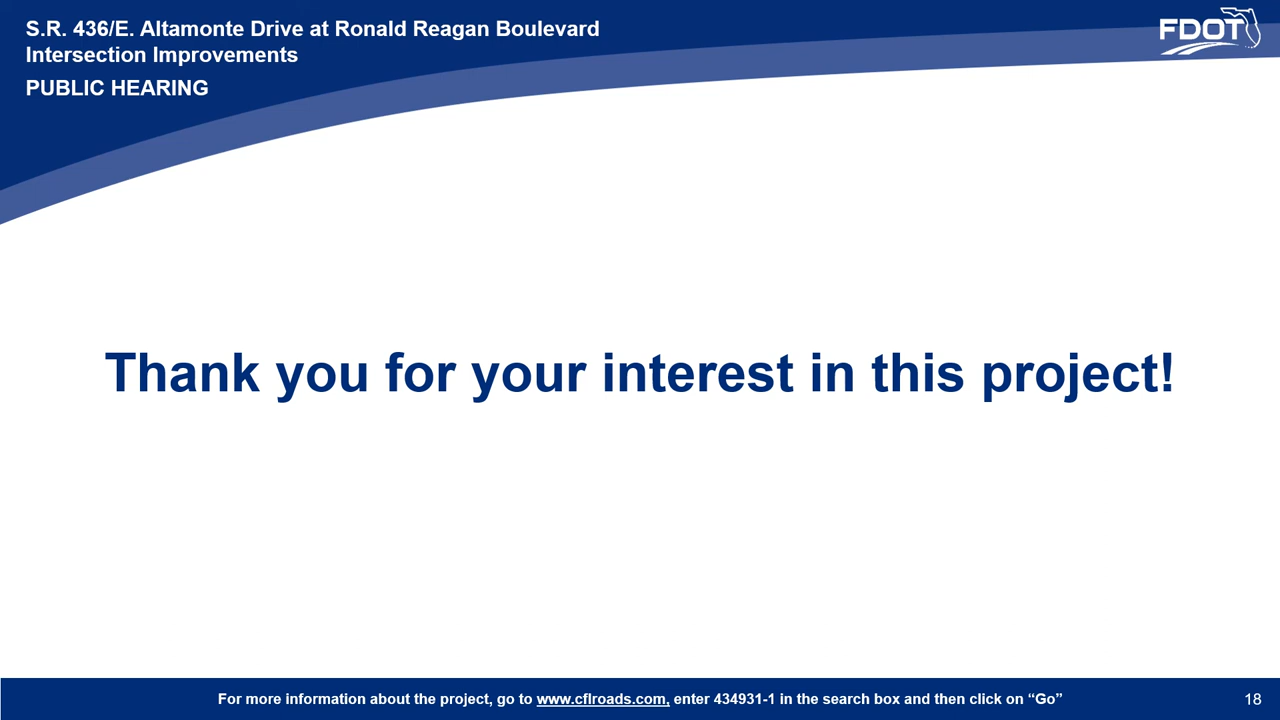 S.R. 436/E. Altamonte Drive at Ronald Reagan Boulevard
Intersection Improvements
PUBLIC HEARING
FDOT
Thank you for your interest in this project!
For more information about the project, go to www.cflroads.com, enter 434931-1 in the search box and then click on “Go”
18